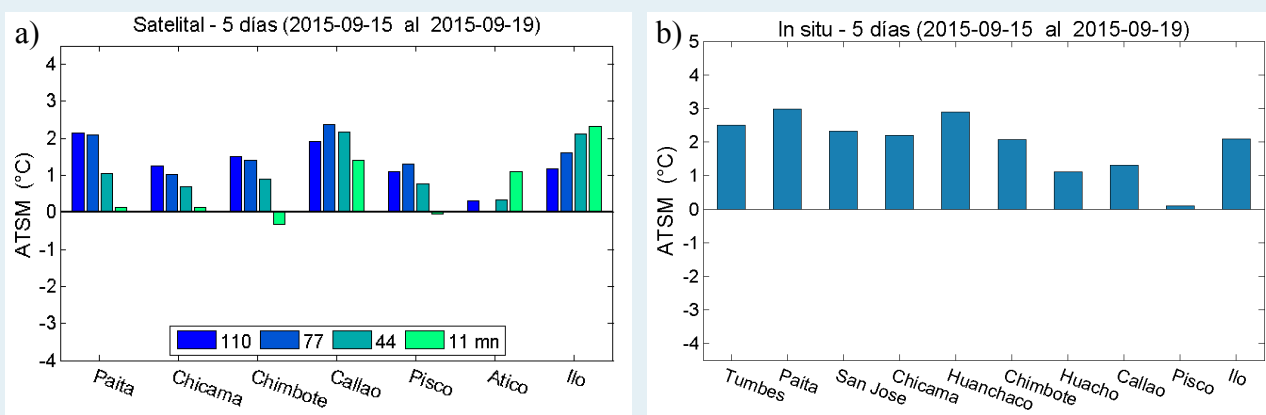 a)
Satelital - 5 días (2015-09-15 al 2015-09-19)
ATSM (°C)
4
3
2
1
0
-1
-2
-3
-4
110 77 44 11 mn
Paita Chicama Chimbote Callao Pisco Atico Ilo
b)
In situ - 5 días (2015-09-15 al 2015-09-19)
ATSM (°C)
5
4
3
2
1
0
-1
-2
-3
-4
Tumbes Paita San Jose Chicama Huanchaco Chimbote Huacho Callao Pisco Ilo